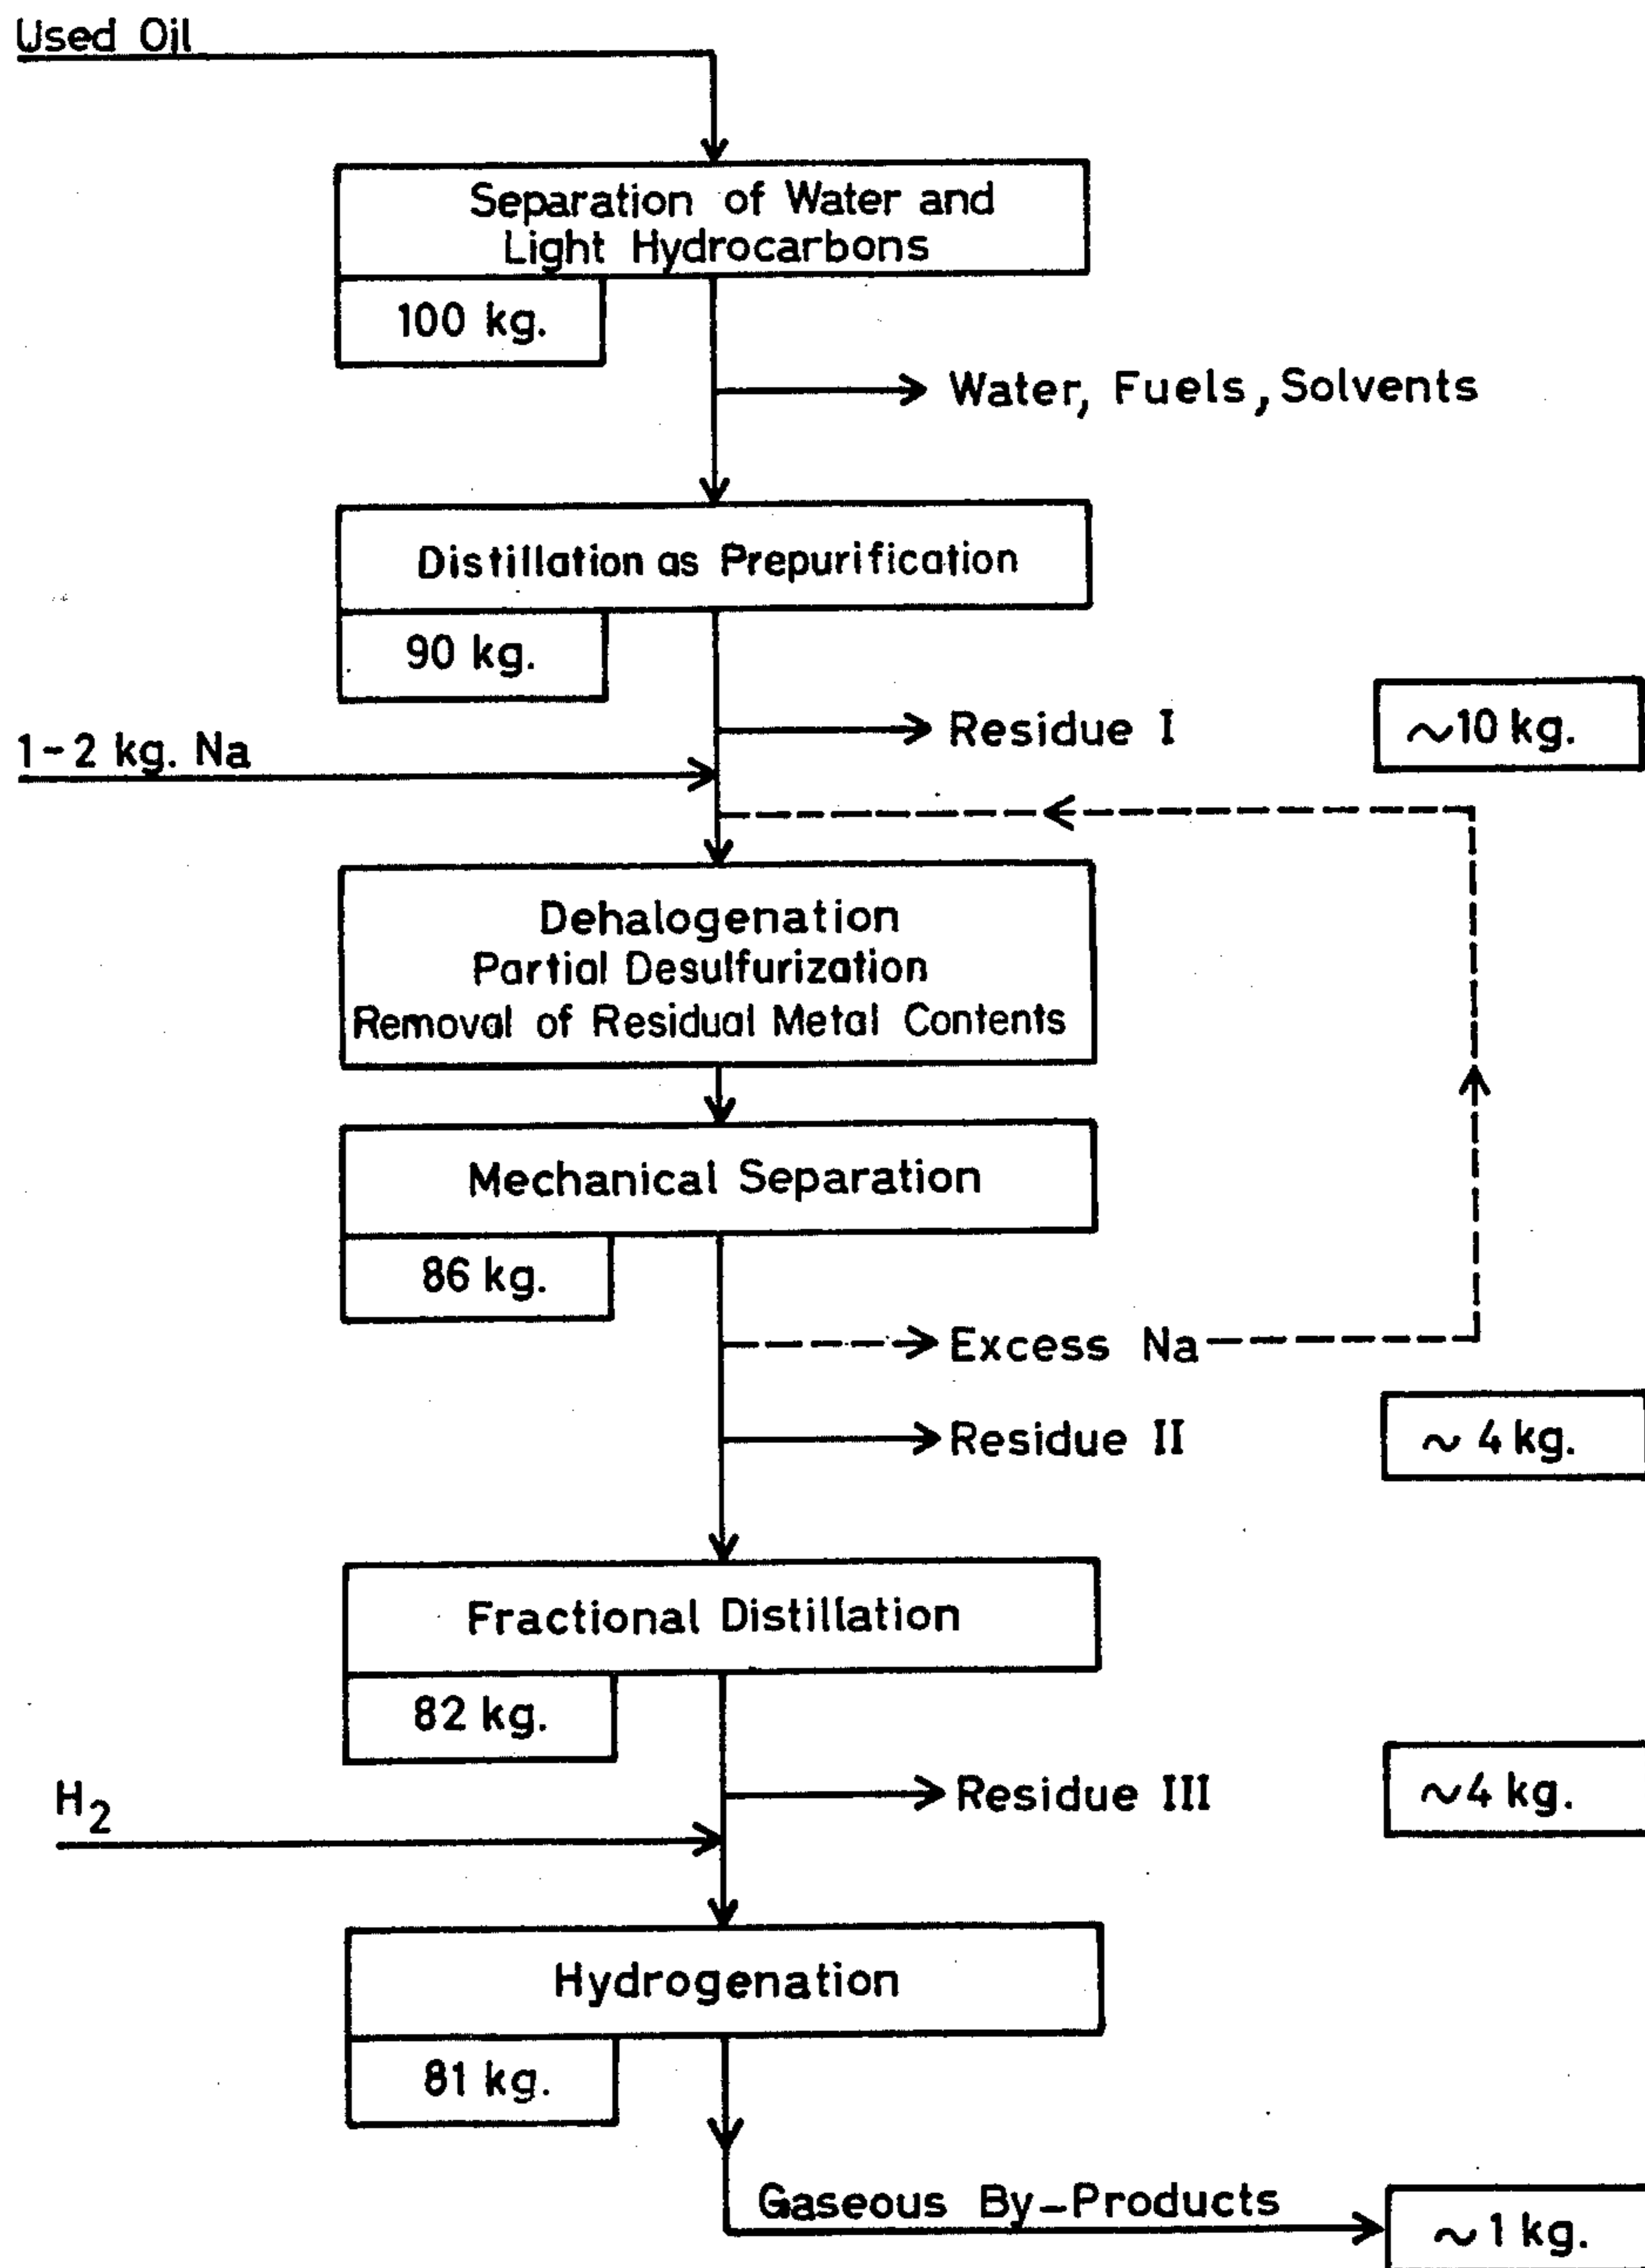 Used Oil
Separation of Water and
Light Hydrocarbons
100 kg.
Water, Fuels, Solvents
Distillation as Prepurification
90 kg.
Residue I
~10 kg.
1-2 kg. Na
Dehalogenation
Partial Desulfurization
Removal of Residual Metal Contents
Mechanical Separation
86 kg.
Excess Na
Residue II
~ 4 kg.
Fractional Distillation
82 kg.
Residue III
~4 kg.
H2
Hydrogenation
81 kg.
Gaseous By-Products
~1 kg.